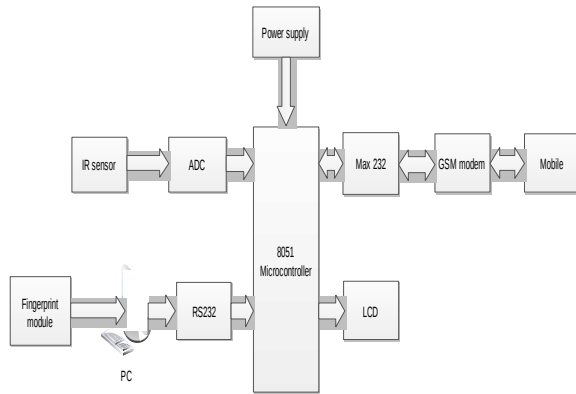 Power supply
IR sensor
ADC
Max 232
GSM modem
Mobile
8051
Microcontroller
Fingerprint
module
RS232
LCD
PC